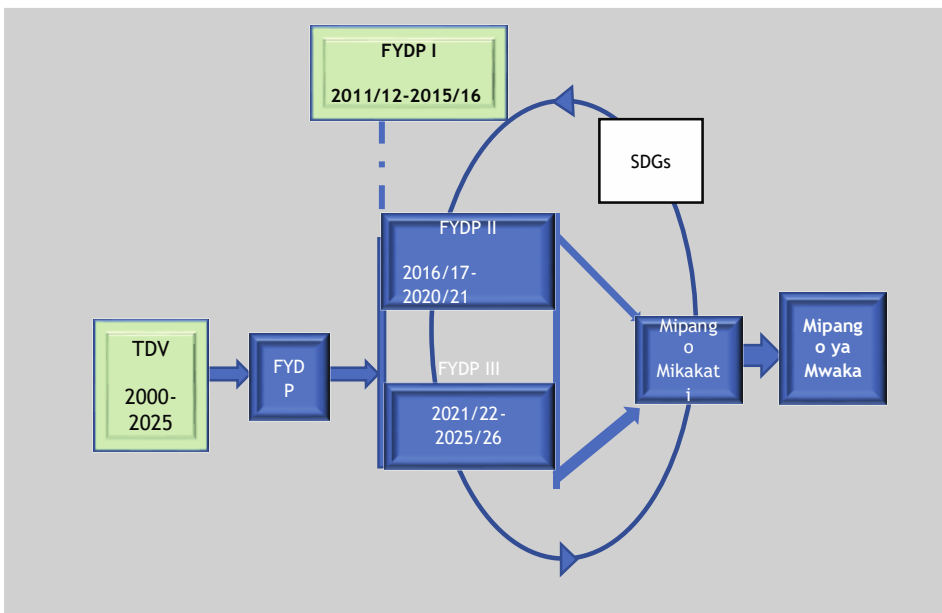 FYDP I
2011/12-2015/16
SDGs
FYDP II
2016/17-
2020/21
TDV
2000-
2025
FYD
P
FYDP III
2021/22-
2025/26
Mipang
o
Mikakat
i
Mipang
o ya
Mwaka